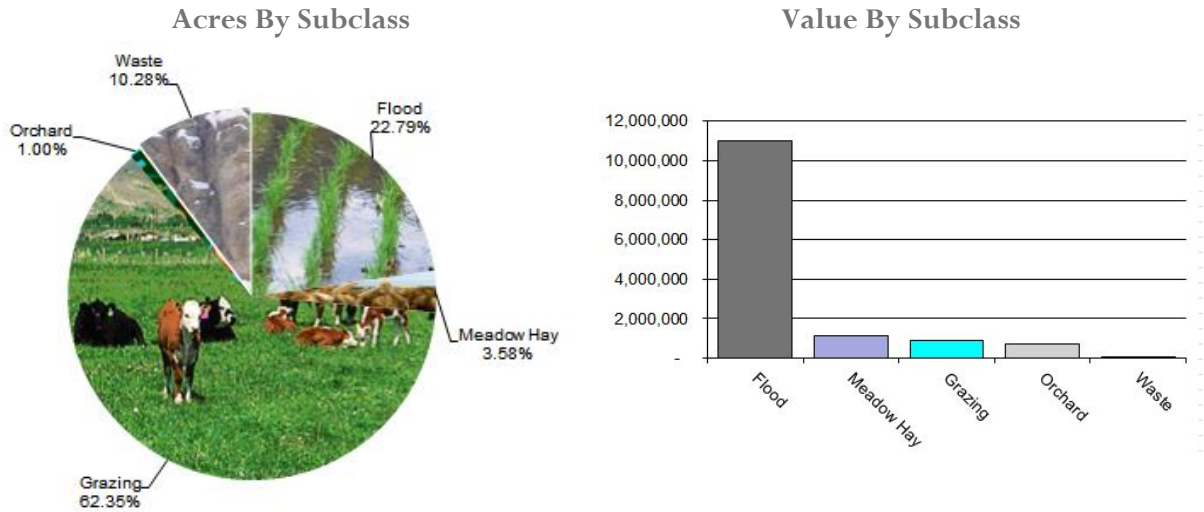 Acres By Subclass
Waste
10.28%
Orchard
1.00%
Flood
22.79%
Meadow Hay
3.58%
Grazing
62.35%
Value By Subclass
12,000,000
10,000,000
8,000,000
6,000,000
4,000,000
2,000,000
-
Flood
Meadow Hay
Grazing
Orchard
Waste